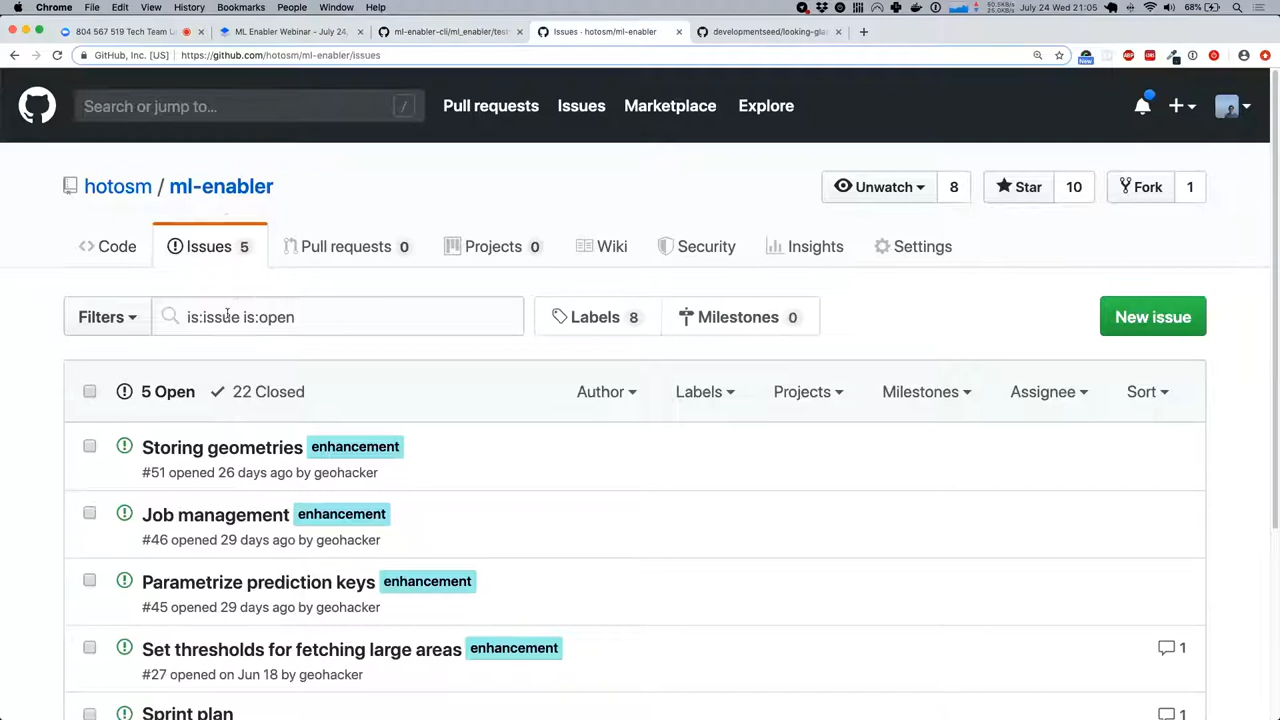 Chrome File Edit View History Bookmarks People Window Help 68% July 24 Wed 21:05
804 567 519 Tech Team ML Enabler Webinar - July 24, ml-enabler-cli/ml_enabler/test Issues · hotosm/ml-enabler developmentseed/looking-gla
GitHub, Inc. [US] https://github.com/hotosm/ml-enabler/issues New ABP
Search or jump to… / Pull requests Issues Marketplace Explore
hotosm / ml-enabler Unwatch 8 Star 10 Fork 1
Code Issues 5 Pull requests 0 Projects 0 Wiki Security Insights Settings
Filters is:issue is:open Labels 8 Milestones 0 New issue
5 Open 22 Closed Author Labels Projects Milestones Assignee Sort
Storing geometries enhancement
#51 opened 26 days ago by geohacker
Job management enhancement
#46 opened 29 days ago by geohacker
Parametrize prediction keys enhancement
#45 opened 29 days ago by geohacker
Set thresholds for fetching large areas enhancement 1
#27 opened on Jun 18 by geohacker
Sprint plan 1